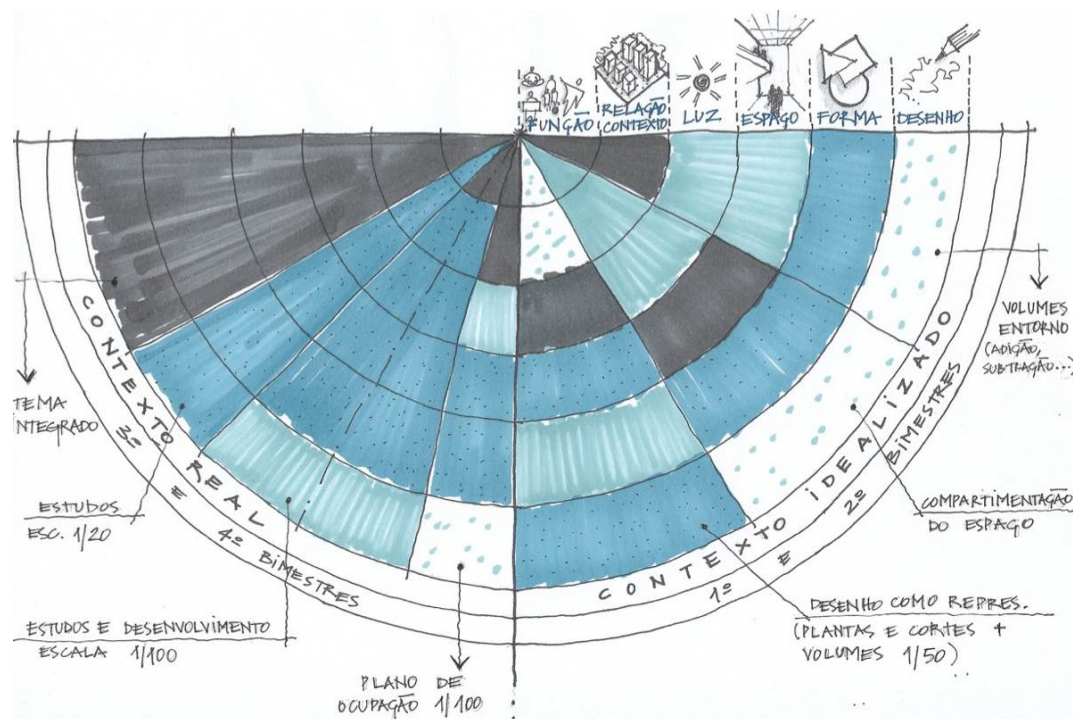 FUNÇÃO
RELAÇÃO
CONTEXTO
LUZ
ESPAÇO
FORMA
DESENHO
VOLUMES
ENTORNO
(ADIÇÃO,
SUBTRAÇÃO...)
COMPARTIMENTAÇÃO
DO ESPAÇO
DESENHO COMO REPRES.
(PLANTAS E CORTES +
VOLUMES 1/50)
CONTEXTO IDEALIZADO
1º E 2º BIMESTRES
PLANO DE
OCUPAÇÃO 1/100
ESTUDOS E DESENVOLVIMENTO
ESCALA 1/100
ESTUDOS
ESC. 1/20
TEMA
INTEGRADO
CONTEXTO REAL
3º E 4º BIMESTRES